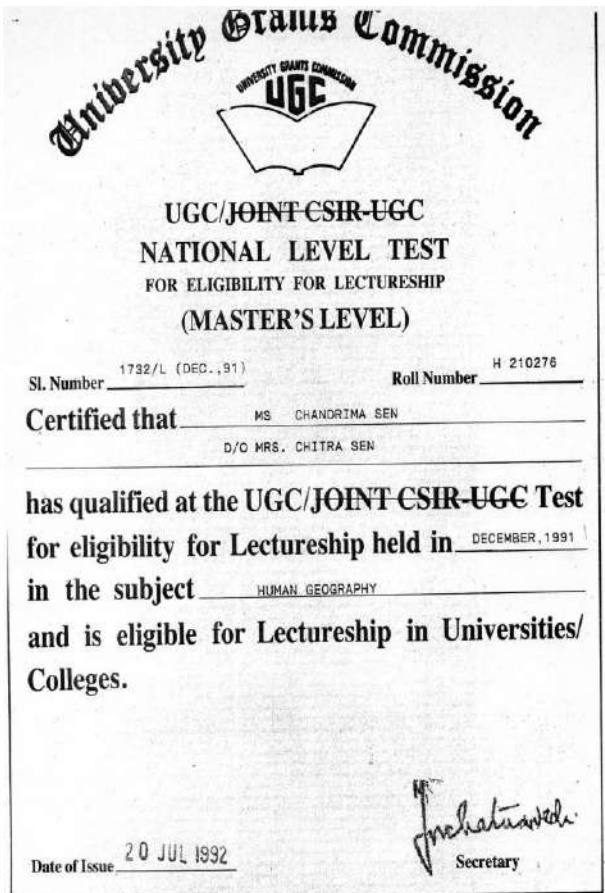 University Grants Commission
UNIVERSITY GRANTS COMMISSION
UGC
UGC/JOINT CSIR-UGC
NATIONAL LEVEL TEST
FOR ELIGIBILITY FOR LECTURESHIP
(MASTER'S LEVEL)
Sl. Number 1732/L (DEC.,91) Roll Number H 210276
Certified that MS CHANDRIMA SEN
D/O MRS. CHITRA SEN
has qualified at the UGC/JOINT CSIR-UGC Test
for eligibility for Lectureship held in DECEMBER,1991
in the subject HUMAN GEOGRAPHY
and is eligible for Lectureship in Universities/
Colleges.
Date of Issue 20 JUL 1992 Secretary